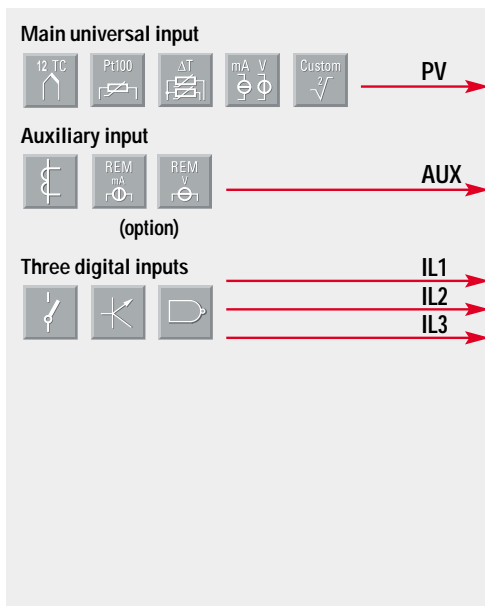 Main universal input
12 TC Pt100 ΔT mA V Custom
2√
PV
Auxiliary input
REM REM
mA V
AUX
(option)
Three digital inputs
IL1
IL2
IL3